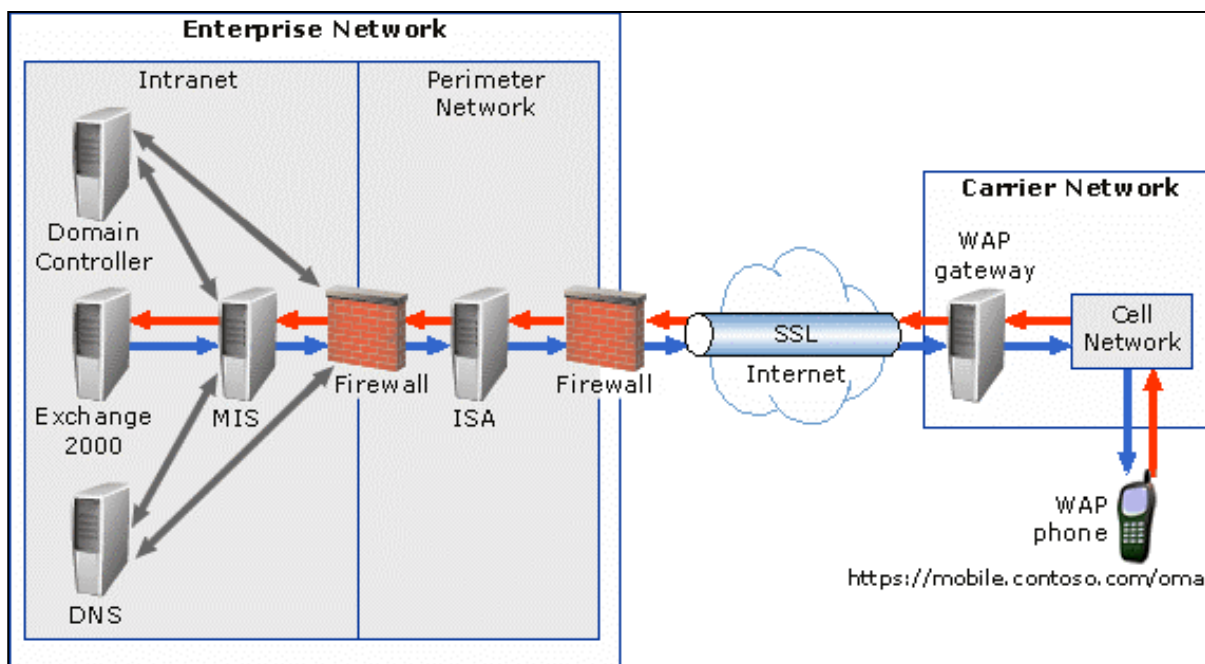 Enterprise Network
Intranet
Perimeter
Network
Domain
Controller
Exchange
2000
MIS
Firewall
ISA
Firewall
DNS
SSL
Internet
Carrier Network
WAP
gateway
Cell
Network
WAP
phone
https://mobile.contoso.com/oma